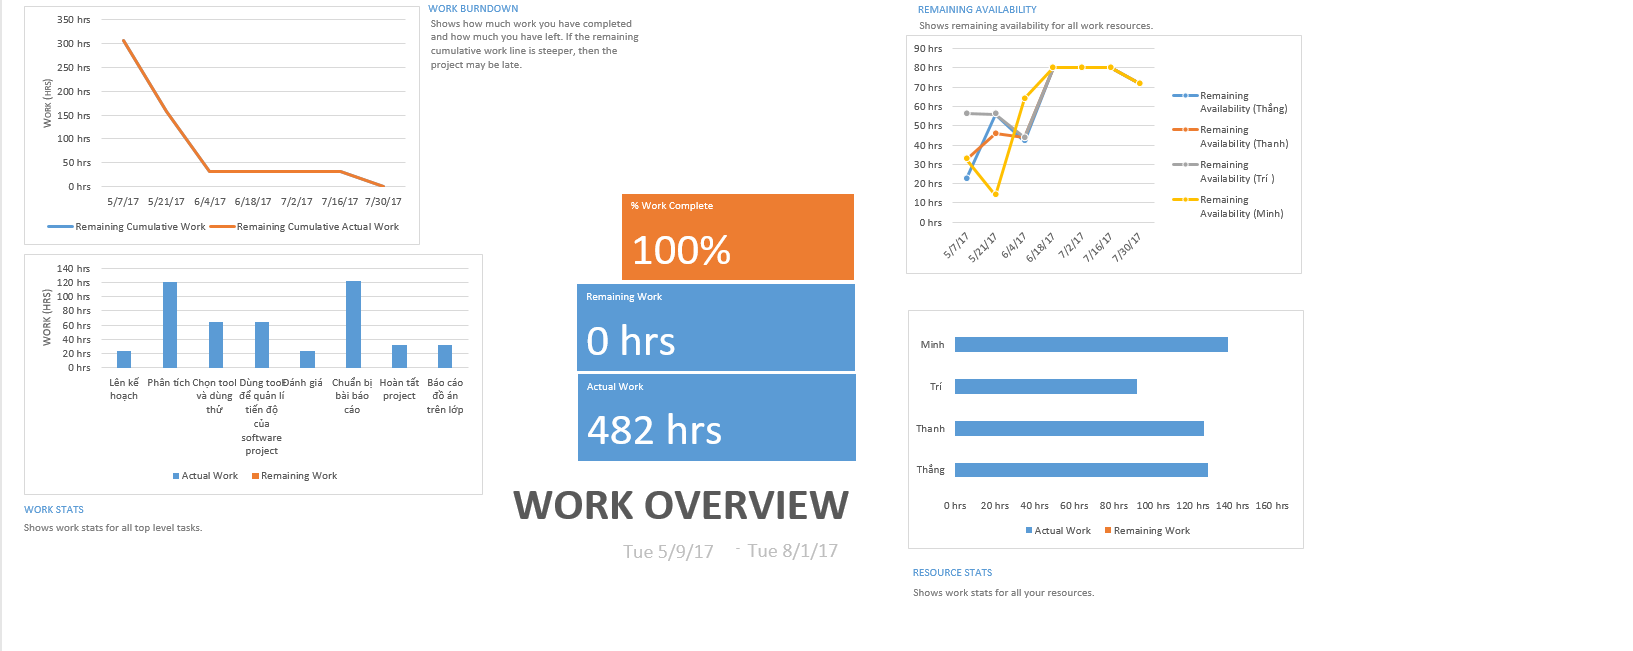 350 hrs
300 hrs
250 hrs
200 hrs
150 hrs
100 hrs
50 hrs
0 hrs
WORK (HRS)
5/7/17 5/21/17 6/4/17 6/18/17 7/2/17 7/16/17 7/30/17
Remaining Cumulative Work Remaining Cumulative Actual Work
WORK BURNDOWN
Shows how much work you have completed
and how much you have left. If the remaining
cumulative work line is steeper, then the
project may be late.
140 hrs
120 hrs
100 hrs
80 hrs
60 hrs
40 hrs
20 hrs
0 hrs
WORK (HRS)
Lên kế
hoạch
Phân tích
Chọn tool
và dùng
thử
Dùng tool
để quản lí
tiến độ
của
software
project
Đánh giá
Chuẩn bị
bài báo
cáo
Hoàn tất
project
Báo cáo
đồ án
trên lớp
Actual Work Remaining Work
WORK STATS
Shows work stats for all top level tasks.
% Work Complete
100%
Remaining Work
0 hrs
Actual Work
482 hrs
WORK OVERVIEW
Tue 5/9/17 - Tue 8/1/17
REMAINING AVAILABILITY
Shows remaining availability for all work resources.
90 hrs
80 hrs
70 hrs
60 hrs
50 hrs
40 hrs
30 hrs
20 hrs
10 hrs
0 hrs
5/7/17 5/21/17 6/4/17 6/18/17 7/2/17 7/16/17 7/30/17
Remaining
Availability (Thắng)
Remaining
Availability (Thanh)
Remaining
Availability (Trí )
Remaining
Availability (Minh)
Minh
Trí
Thanh
Thắng
0 hrs 20 hrs 40 hrs 60 hrs 80 hrs 100 hrs 120 hrs 140 hrs 160 hrs
Actual Work Remaining Work
RESOURCE STATS
Shows work stats for all your resources.